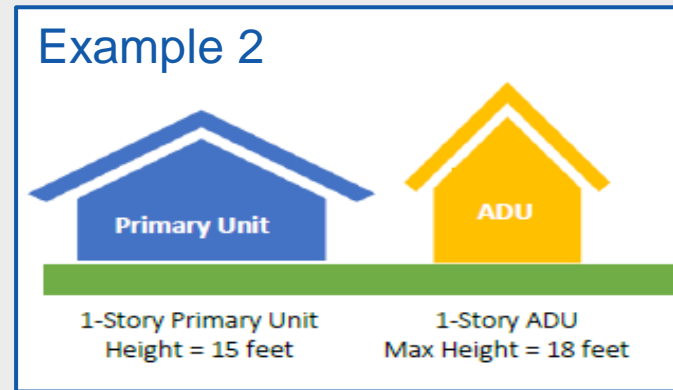 Example 2
Primary Unit
ADU
1-Story Primary Unit
Height = 15 feet
1-Story ADU
Max Height = 18 feet